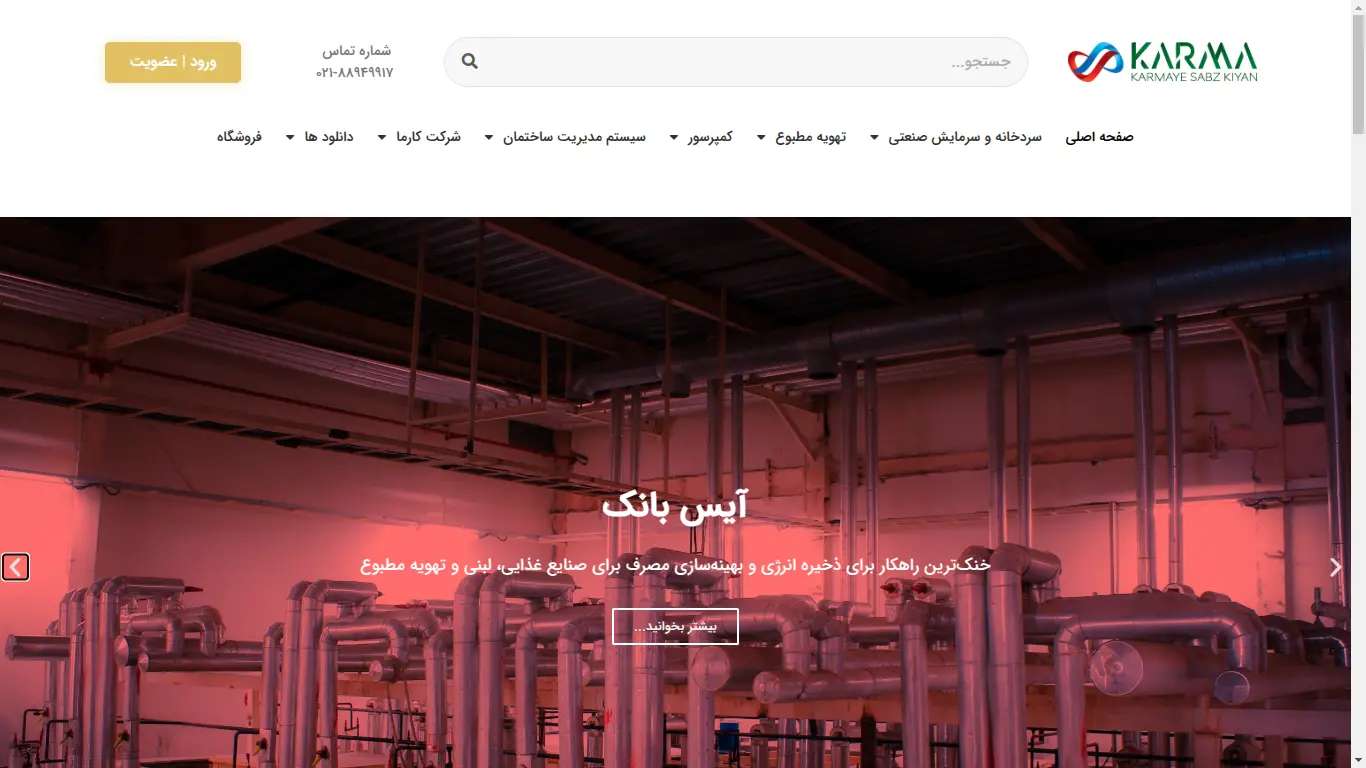 KARMA
KARMAYE SABZ KIYAN
جستجو...
شماره تماس
۰۲۱-۸۸۹۴۹۹۱۷
ورود | عضویت
صفحه اصلی سردخانه و سرمایش صنعتی تهویه مطبوع کمپرسور سیستم مدیریت ساختمان شرکت کارما دانلود ها فروشگاه
آیس بانک
خنک‌ترین راهکار برای ذخیره انرژی و بهینه‌سازی مصرف برای صنایع غذایی، لبنی و تهویه مطبوع
بیشتر بخوانید...